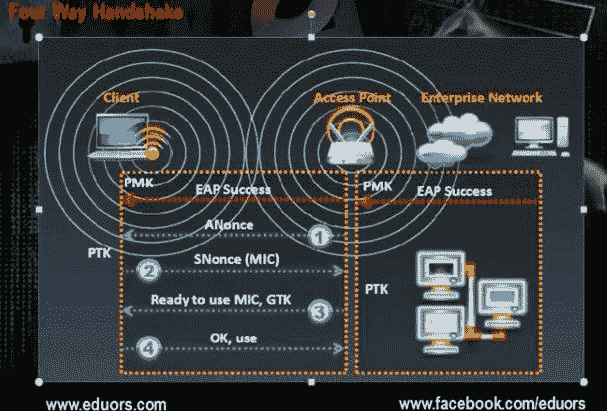 Four Way Handshake
Client
Access Point
Enterprise Network
PMK
EAP Success
PMK
EAP Success
ANonce
1
PTK
2
SNonce (MIC)
PTK
Ready to use MIC, GTK
3
4
OK, use
www.eduors.com
www.facebook.com/eduors